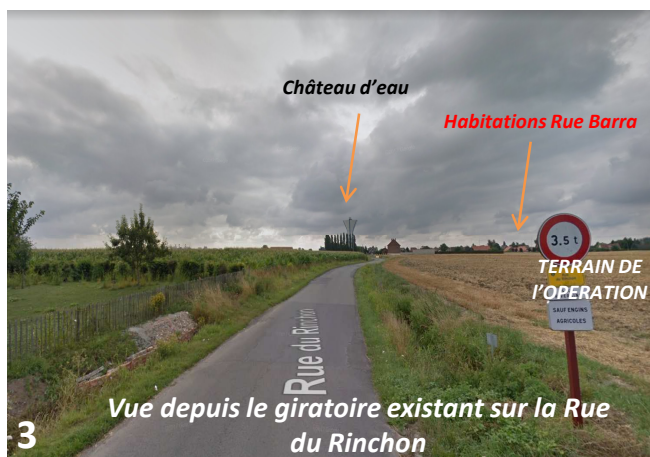 Château d'eau
Habitations Rue Barra
3.5 t
TERRAIN DE
l'OPERATION
SAUF ENGINS
AGRICOLES
Rue du Rinchon
Vue depuis le giratoire existant sur la Rue
du Rinchon
3